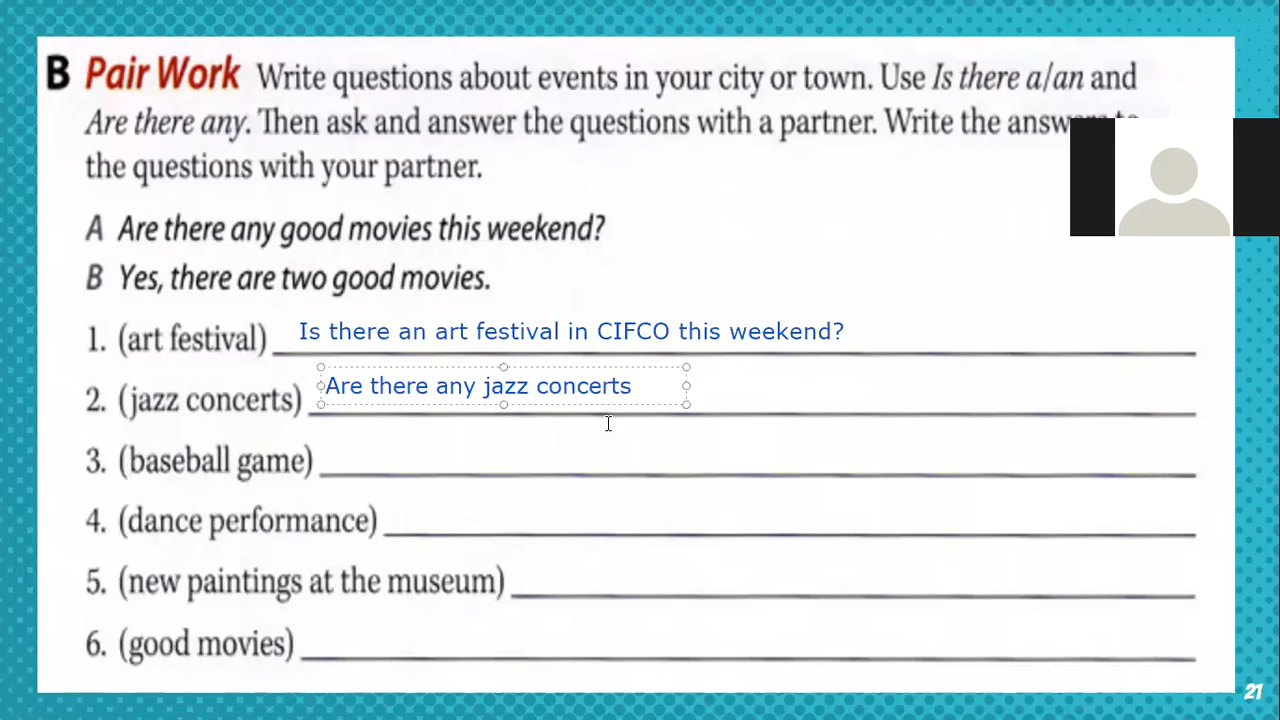 B Pair Work Write questions about events in your city or town. Use Is there a/an and
Are there any. Then ask and answer the questions with a partner. Write the
the questions with your partner.
A Are there any good movies this weekend?
B Yes, there are two good movies.
1. (art festival) Is there an art festival in CIFCO this weekend?
2. (jazz concerts) Are there any jazz concerts
3. (baseball game)
4. (dance performance)
5. (new paintings at the museum)
6. (good movies)
21